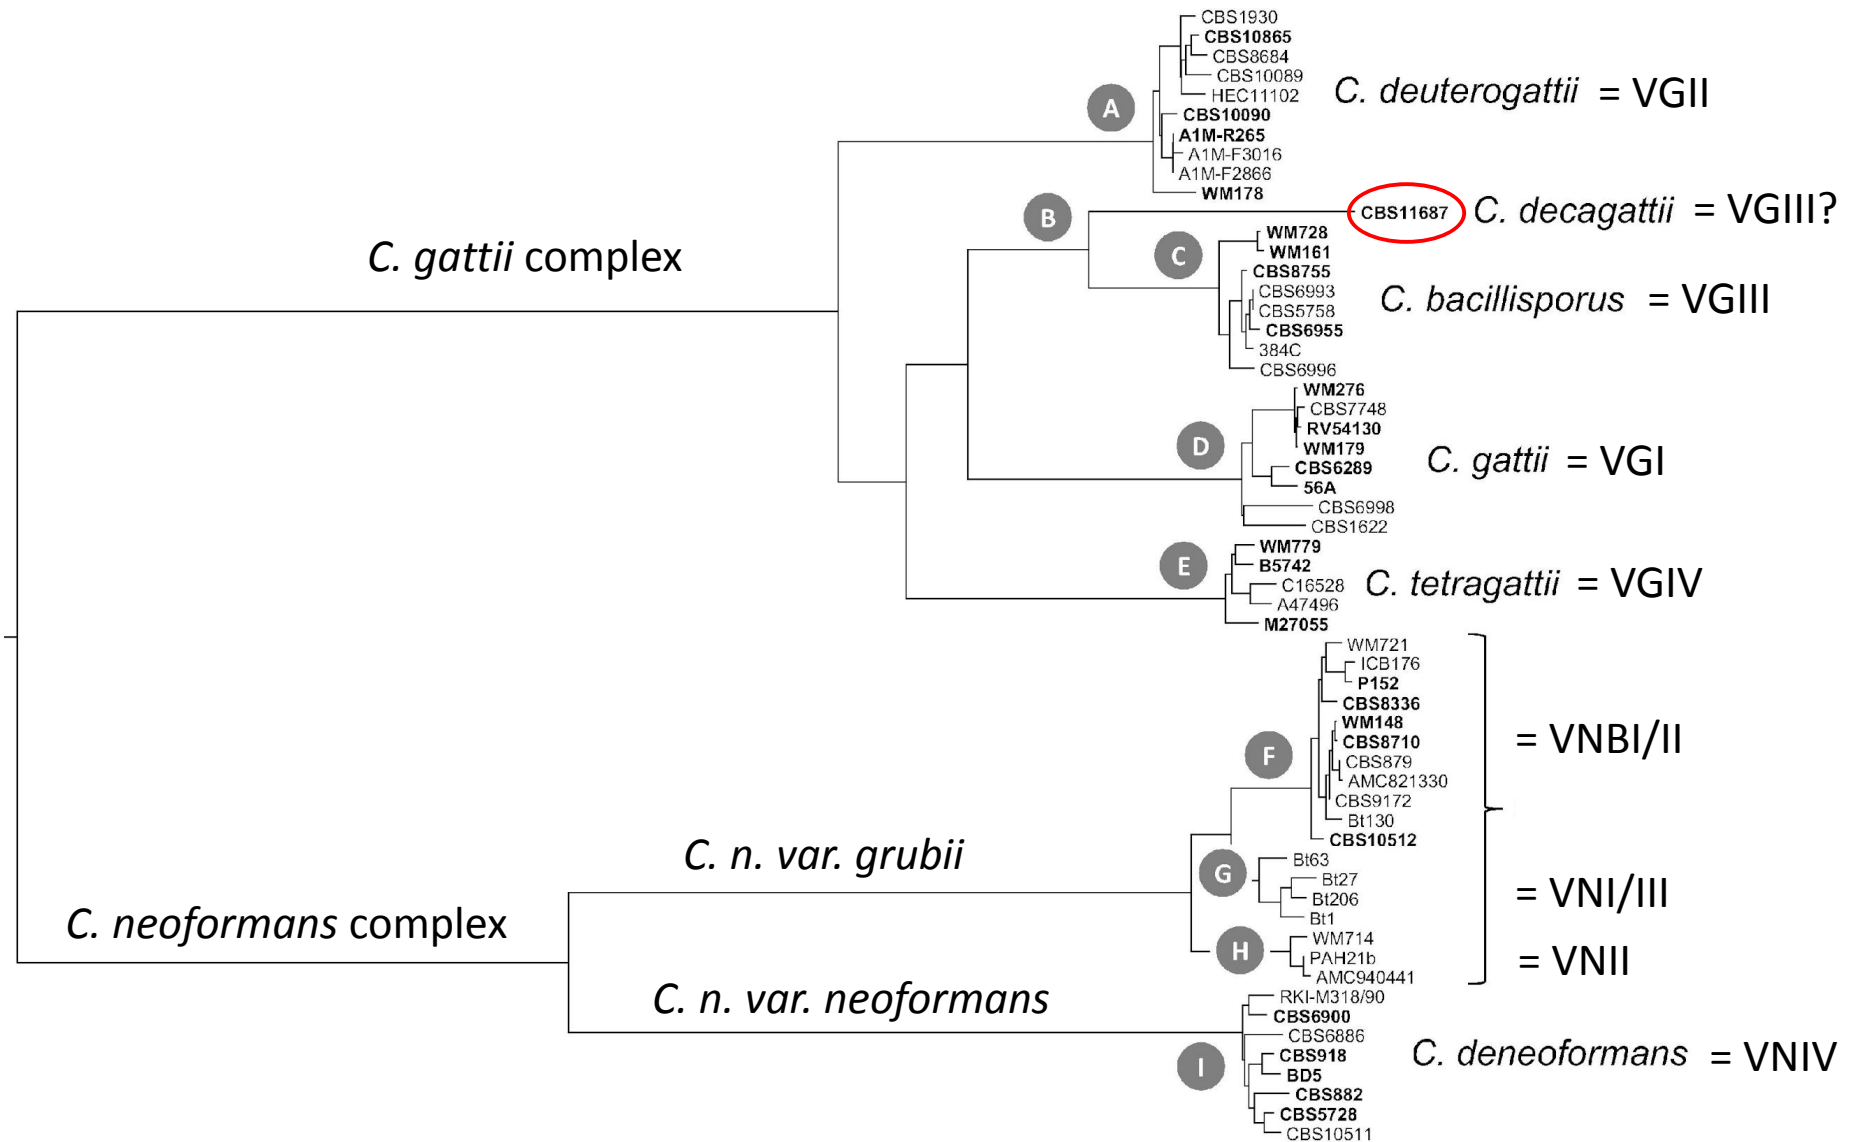 CBS1930
CBS10865
CBS8684
CBS10089
HEC11102
A
C. deuterogattii = VGII
CBS10090
A1M-R265
A1M-F3016
A1M-F2866
WM178
B
CBS11687
C. decagattii = VGIII?
C. gattii complex
WM728
WM161
C
CBS8755
CBS6993
CBS5758
CBS6955
384C
CBS6996
C. bacillisporus = VGIII
WM276
CBS7748
RV54130
WM179
D
CBS6289
56A
CBS6998
CBS1622
C. gattii = VGI
WM779
B5742
E
C16528
A47496
M27055
C. tetragattii = VGIV
WM721
ICB176
P152
CBS8336
WM148
CBS8710
F
CBS879
AMC821330
CBS9172
Bt130
CBS10512
= VNBI/II
C. n. var. grubii
G
Bt63
Bt27
Bt206
Bt1
= VNI/III
C. neoformans complex
H
WM714
PAH21b
AMC940441
= VNII
C. n. var. neoformans
RKI-M318/90
CBS6900
CBS6886
I
CBS918
BD5
CBS882
CBS5728
CBS10511
C. deneoformans = VNIV